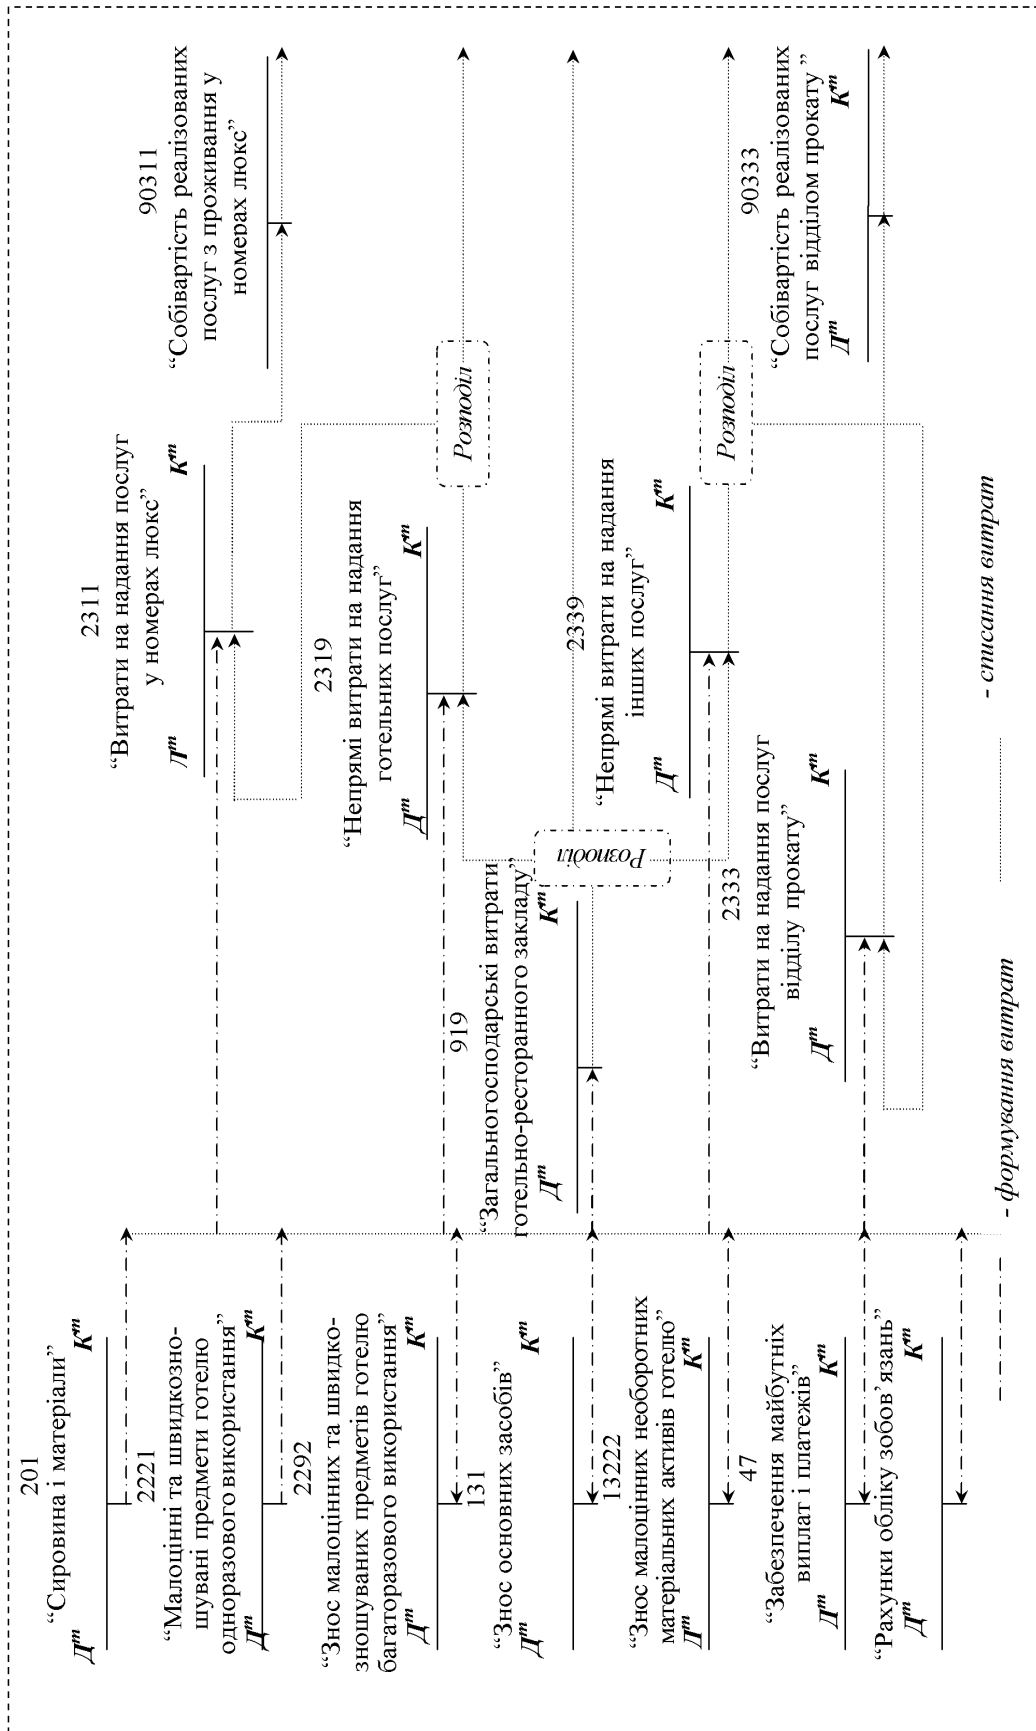 201
“Сировина і матеріали”
Дт Кт
2221
“Малоцінні та швидкозно-
шувані предмети готелю
одноразового використання”
Дт Кт
2292
“Знос малоцінних та швидко-
зношуваних предметів готелю
багаторазового використання”
Дт Кт
131
“Знос основних засобів”
Дт Кт
13222
“Знос малоцінних необоротних
матеріальних активів готелю”
Дт Кт
47
“Забезпечення майбутніх
виплат і платежів”
Дт Кт
“Рахунки обліку зобов’язань”
Дт Кт
2311
“Витрати на надання послуг
у номерах люкс”
Дт Кт
2319
“Непрямі витрати на надання
готельних послуг”
Дт Кт
919
“Загальногосподарські витрати
готельно-ресторанного закладу”
Дт Кт
Розподіл
2339
“Непрямі витрати на надання
інших послуг”
Дт Кт
2333
“Витрати на надання послуг
відділу прокату”
Дт Кт
Розподіл
Розподіл
90311
“Собівартість реалізованих
послуг з проживання у
номерах люкс”
90333
“Собівартість реалізованих
послуг відділом прокату”
Дт Кт
- формування витрат
- списання витрат